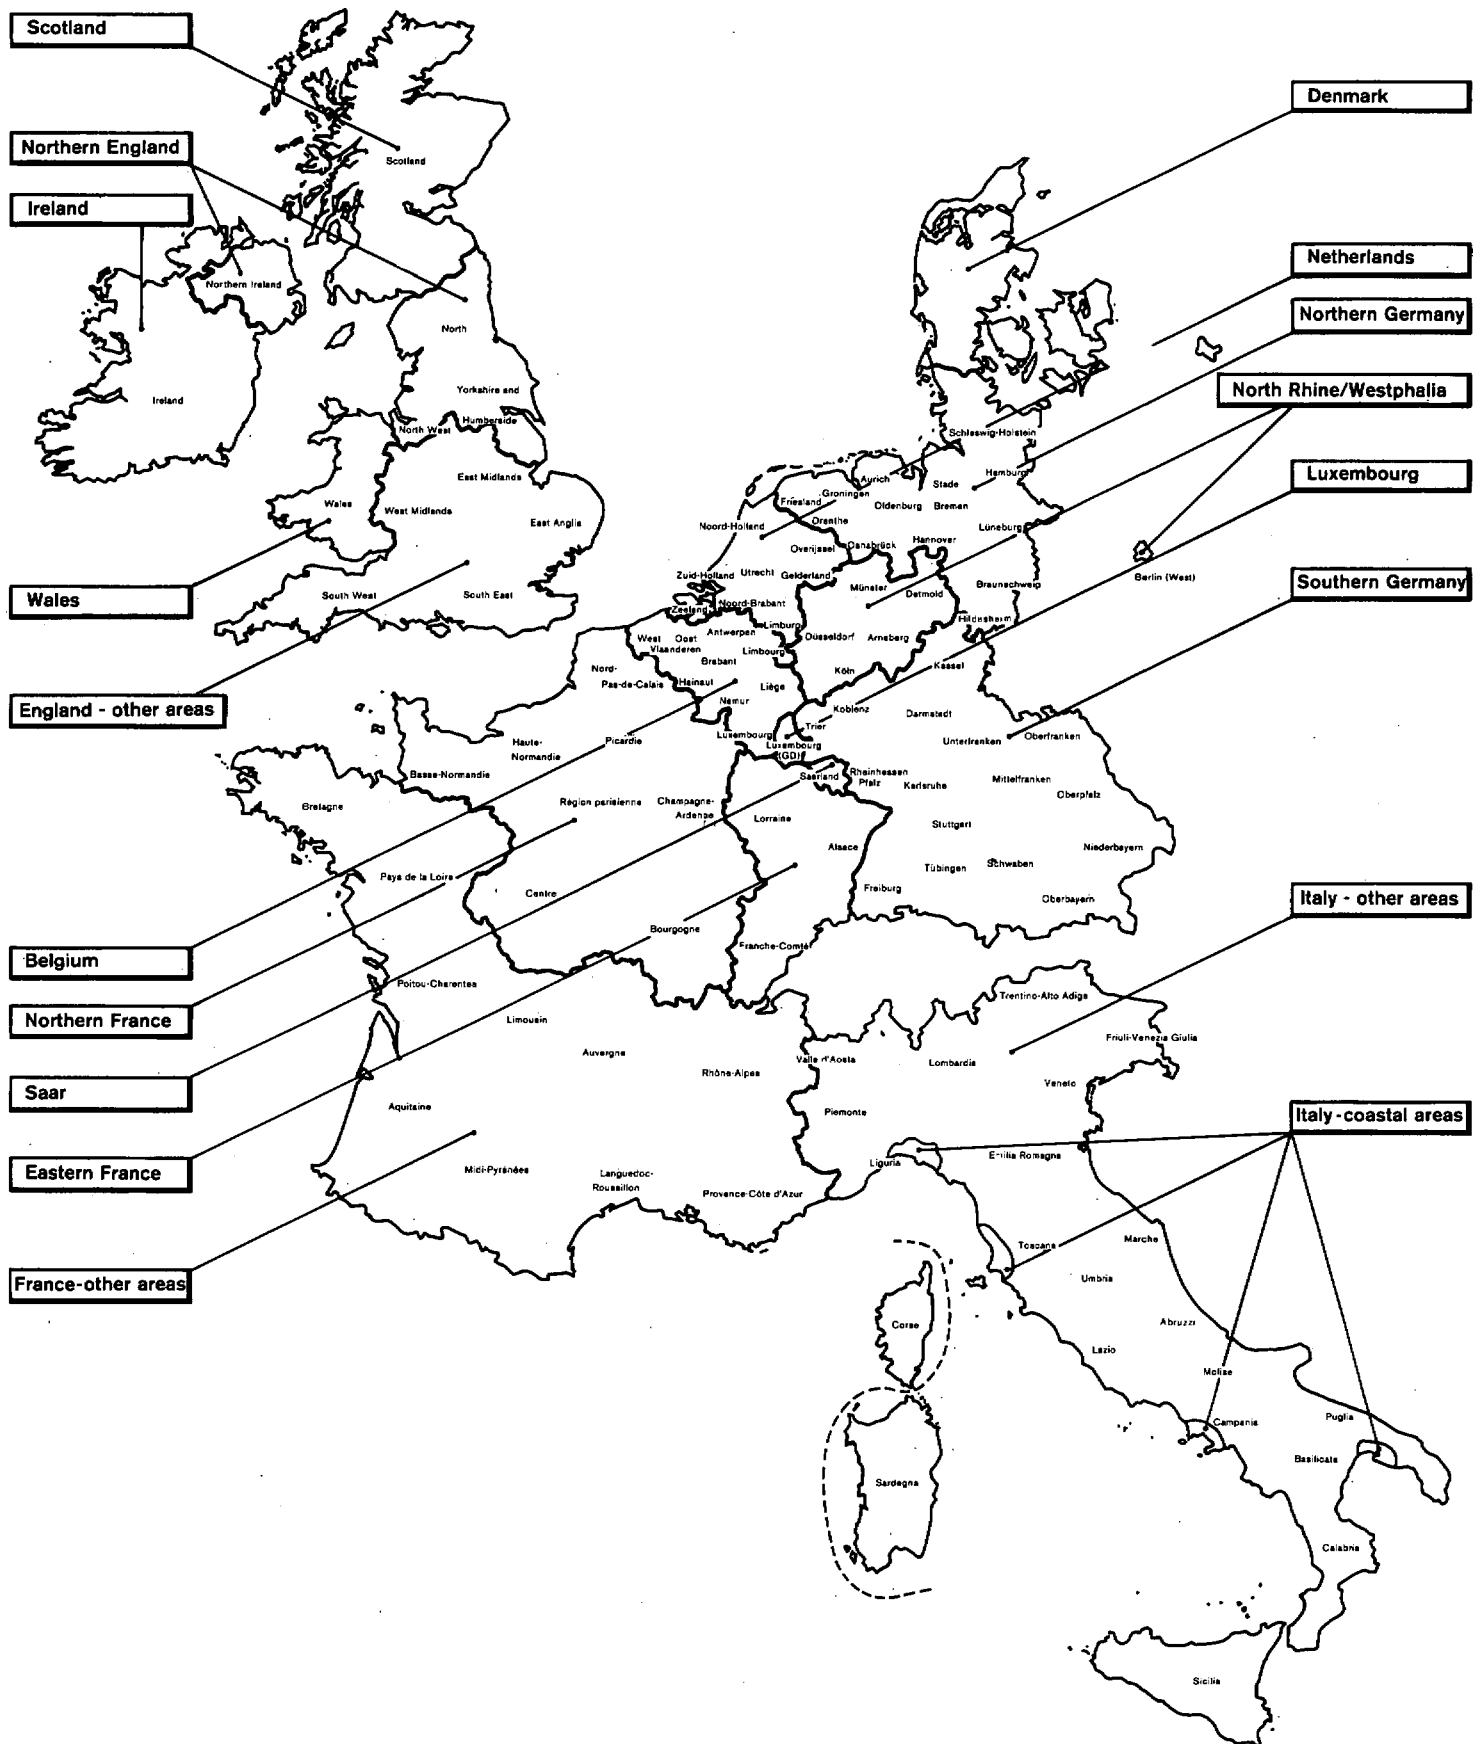 Scotland
Denmark
Northern England
Scotland
Ireland
Netherlands
Northern Ireland
Northern Germany
North
North Rhine/Westphalia
Yorkshire and
Ireland
Humberside
North West
Schleswig-Holstein
Luxembourg
East Midlands
Aurich
Hamburg
Stade
Groningen
Friesland
Oldenburg
Bremen
Wales
West Midlands
East Anglia
Drenthe
Noord-Holland
Lüneburg
Overijssel
Osnabrück
Hannover
Utrecht
Zuid-Holland
Gelderland
Berlin (West)
Southern Germany
Münster
Braunschweig
Detmold
Wales
South West
South East
Zeeland
Noord-Brabant
Limburg
Hildesheim
West
Oost
Vlaanderen
Antwerpen
Düsseldorf
Arnsberg
Limbourg
Brabant
Kassel
Nord-
Pas-de-Calais
Köln
Hainaut
Liège
England - other areas
Namur
Koblenz
Darmstadt
Trier
Luxembourg
Luxembourg
(GD)
Unterfranken
Oberfranken
Haute-
Normandie
Picardie
Basse-Normandie
Saarland
Rheinhessen
Pfalz
Karlsruhe
Mittelfranken
Oberpfalz
Bretagne
Région parisienne
Champagne-
Ardenne
Lorraine
Stuttgart
Alsace
Niederbayern
Tübingen
Schwaben
Pays de la Loire
Centre
Freiburg
Oberbayern
Italy - other areas
Bourgogne
Franche-Comté
Belgium
Poitou-Charentes
Trentino-Alto Adige
Northern France
Limousin
Friuli-Venezia Giulia
Auvergne
Valle d'Aosta
Lombardia
Rhône-Alpes
Veneto
Saar
Aquitaine
Piemonte
Italy-coastal areas
Emilia Romagna
Liguria
Eastern France
Midi-Pyrénées
Languedoc-
Roussillon
Provence-Côte d'Azur
Toscana
Marche
France-other areas
Umbria
Corse
Abruzzi
Lazio
Molise
Campania
Puglia
Basilicata
Sardegna
Calabria
Sicilia